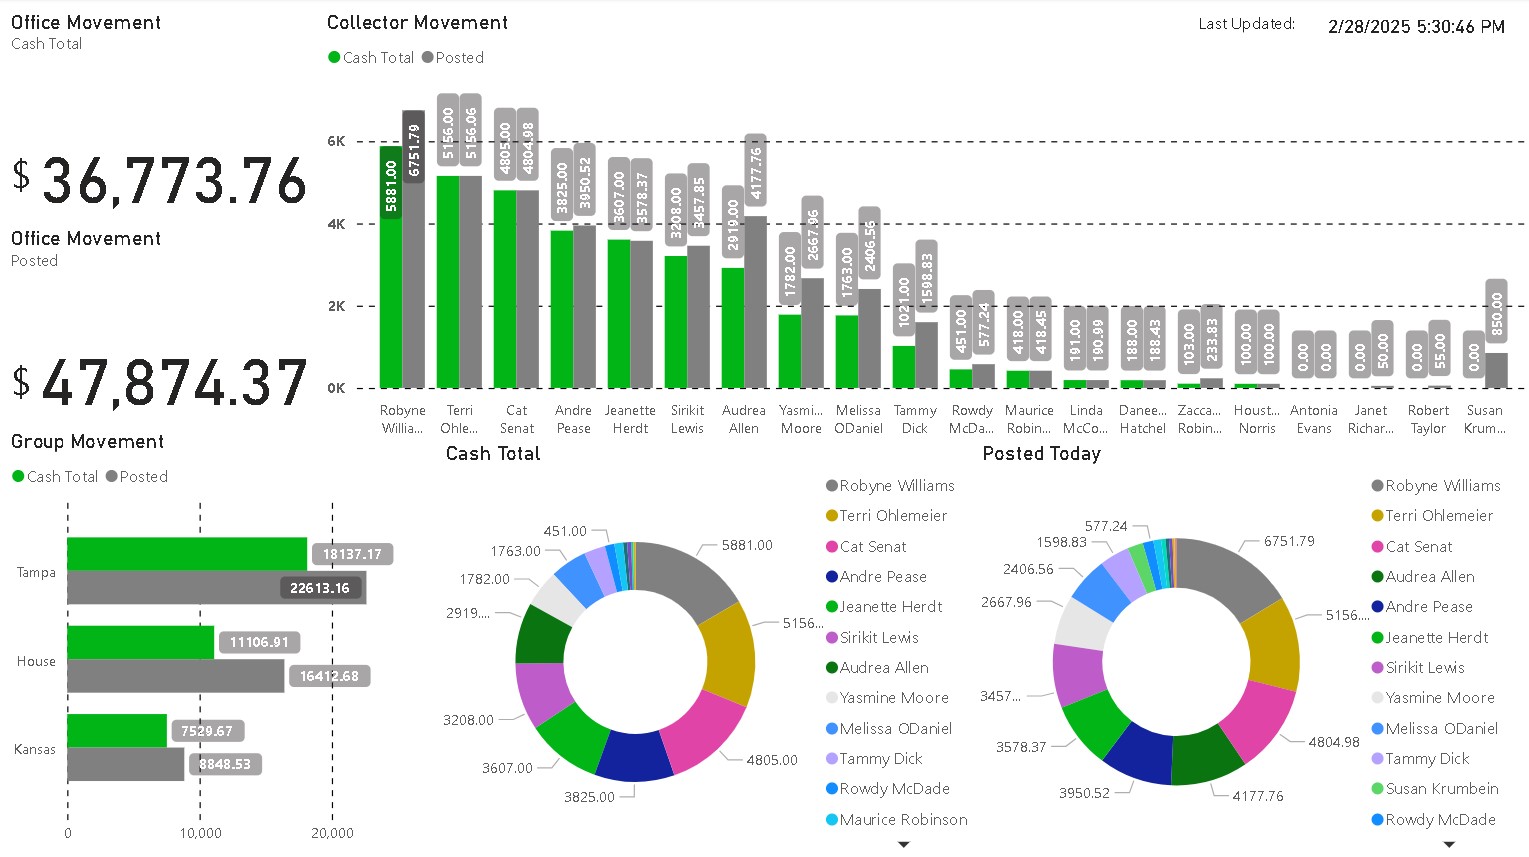 Office Movement
Cash Total
$ 36,773.76
Office Movement
Posted
$ 47,874.37
Collector Movement
Cash Total Posted
Last Updated: 2/28/2025 5:30:46 PM
6K
4K
2K
0K
5881.00 6751.79
5156.00 5156.06
4805.00 4804.98
3825.00 3950.52
3607.00 3578.37
3208.00 3457.85
2919.00 4177.76
1782.00 2667.96
1763.00 2406.56
1021.00 1598.83
451.00 577.24
418.00 418.45
191.00 190.99
188.00 188.43
103.00 233.83
100.00 100.00
0.00 0.00
0.00 50.00
0.00 55.00
0.00 850.00
Robyne Willia...
Terri Ohle...
Cat Senat
Andre Pease
Jeanette Herdt
Sirikit Lewis
Audrea Allen
Yasmi... Moore
Melissa ODaniel
Tammy Dick
Rowdy McDa...
Maurice Robin...
Linda McCo...
Danee... Hatchel
Zacca... Robin...
Houst... Norris
Antonia Evans
Janet Richar...
Robert Taylor
Susan Krum...
Group Movement
Cash Total Posted
Tampa
18137.17
22613.16
House
11106.91
16412.68
Kansas
7529.67
8848.53
0 10,000 20,000
Cash Total
451.00
1763.00
1782.00
2919....
3208.00
3607.00
3825.00
4805.00
5156...
5881.00
Robyne Williams
Terri Ohlemeier
Cat Senat
Andre Pease
Jeanette Herdt
Sirikit Lewis
Audrea Allen
Yasmine Moore
Melissa ODaniel
Tammy Dick
Rowdy McDade
Maurice Robinson
Posted Today
577.24
1598.83
2406.56
2667.96
3457...
3578.37
3950.52
4177.76
4804.98
5156....
6751.79
Robyne Williams
Terri Ohlemeier
Cat Senat
Audrea Allen
Andre Pease
Jeanette Herdt
Sirikit Lewis
Yasmine Moore
Melissa ODaniel
Tammy Dick
Susan Krumbein
Rowdy McDade